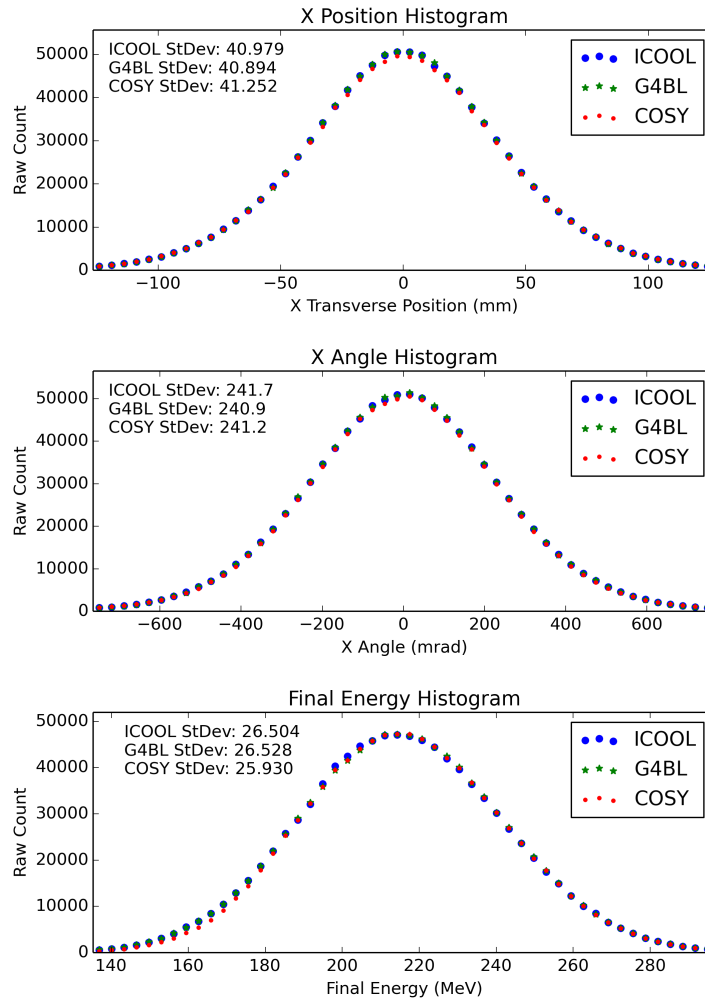 X Position Histogram
ICOOL StDev: 40.979
G4BL StDev: 40.894
COSY StDev: 41.252
ICOOL
G4BL
COSY
Raw Count
50000
40000
30000
20000
10000
0
−100
−50
0
50
100
X Transverse Position (mm)
X Angle Histogram
ICOOL StDev: 241.7
G4BL StDev: 240.9
COSY StDev: 241.2
ICOOL
G4BL
COSY
Raw Count
50000
40000
30000
20000
10000
0
−600
−400
−200
0
200
400
600
X Angle (mrad)
Final Energy Histogram
ICOOL StDev: 26.504
G4BL StDev: 26.528
COSY StDev: 25.930
ICOOL
G4BL
COSY
Raw Count
50000
40000
30000
20000
10000
0
140
160
180
200
220
240
260
280
Final Energy (MeV)